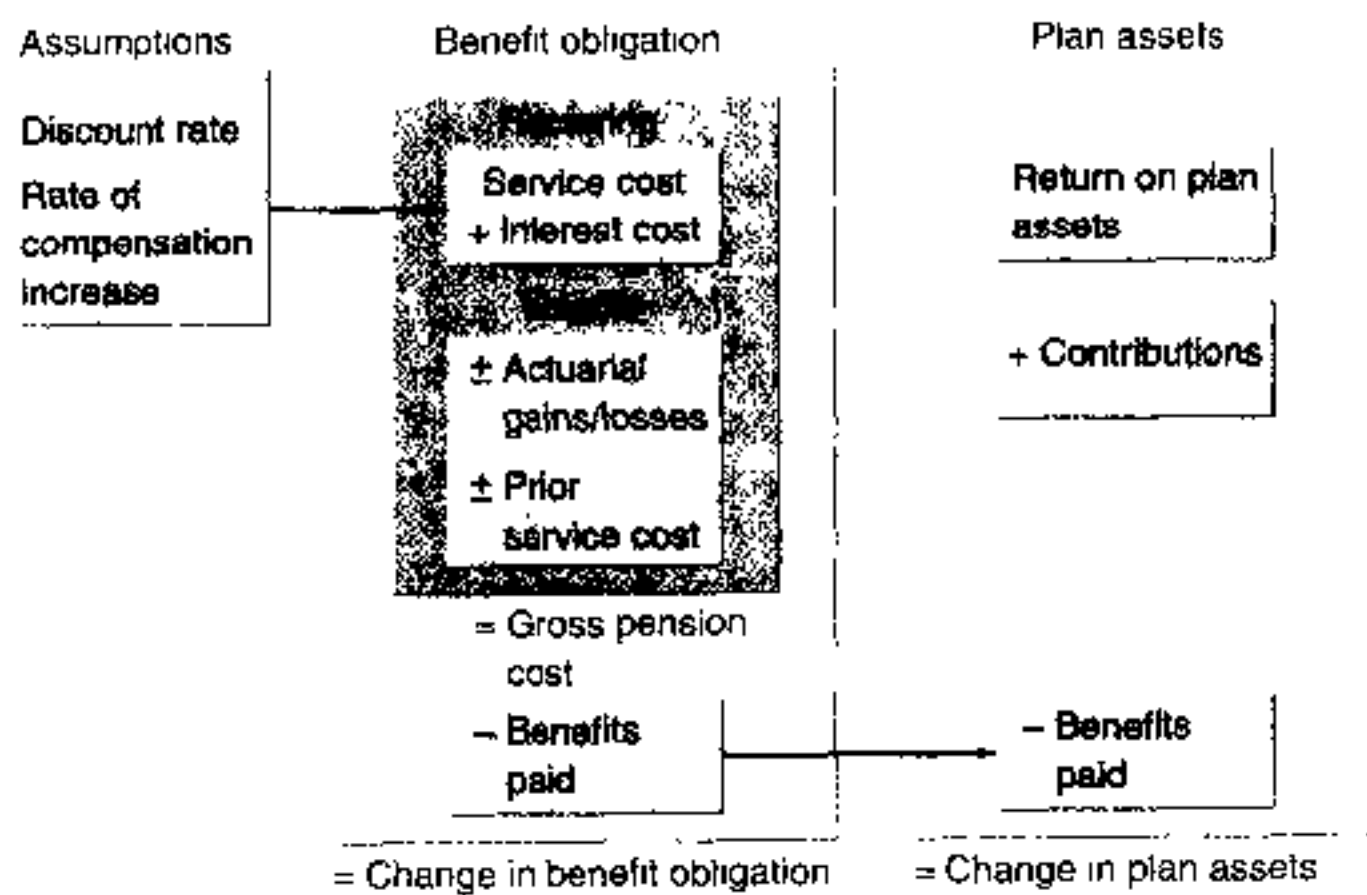 Assumptions
Discount rate
Rate of
compensation
increase
Benefit obligation
Service cost
+ Interest cost
± Actuarial
gains/losses
± Prior
service cost
= Gross pension
cost
– Benefits
paid
= Change in benefit obligation
Plan assets
Return on plan
assets
+ Contributions
– Benefits
paid
= Change in plan assets